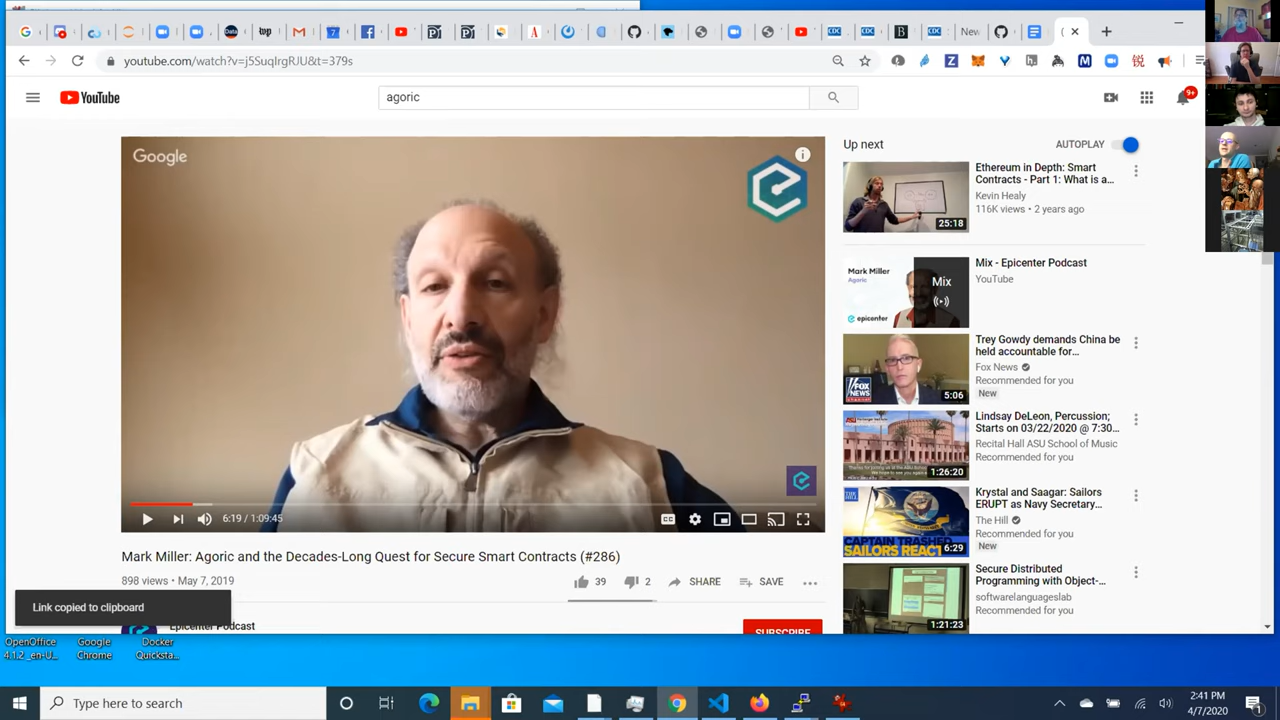 New
youtube.com/watch?v=j5SuqIrgRJU&t=379s
YouTube
agoric
9+
Google
Up next
AUTOPLAY
Ethereum in Depth: Smart
Contracts - Part 1: What is a...
Kevin Healy
116K views • 2 years ago
25:18
Mark Miller
Agoric
epicenter
Mix
Mix - Epicenter Podcast
YouTube
Trey Gowdy demands China be
held accountable for...
Fox News
Recommended for you
New
5:06
Lindsay DeLeon, Percussion;
Starts on 03/22/2020 @ 7:30...
Recital Hall ASU School of Music
Recommended for you
1:26:20
Krystal and Saagar: Sailors
ERUPT as Navy Secretary...
The Hill
Recommended for you
New
CAPTAIN TRASHED
SAILORS REACT
6:29
Secure Distributed
Programming with Object-
softwarelanguageslab
Recommended for you
1:21:23
6:19 / 1:09:45
Mark Miller: Agoric and the Decades-Long Quest for Secure Smart Contracts (#286)
898 views • May 7, 2019
39
2
SHARE
SAVE
Link copied to clipboard
Epicenter Podcast
SUBSCRIBE
OpenOffice
4.1.2 _en-U...
Google
Chrome
Docker
Quicksta...
Type here to search
2:41 PM
4/7/2020